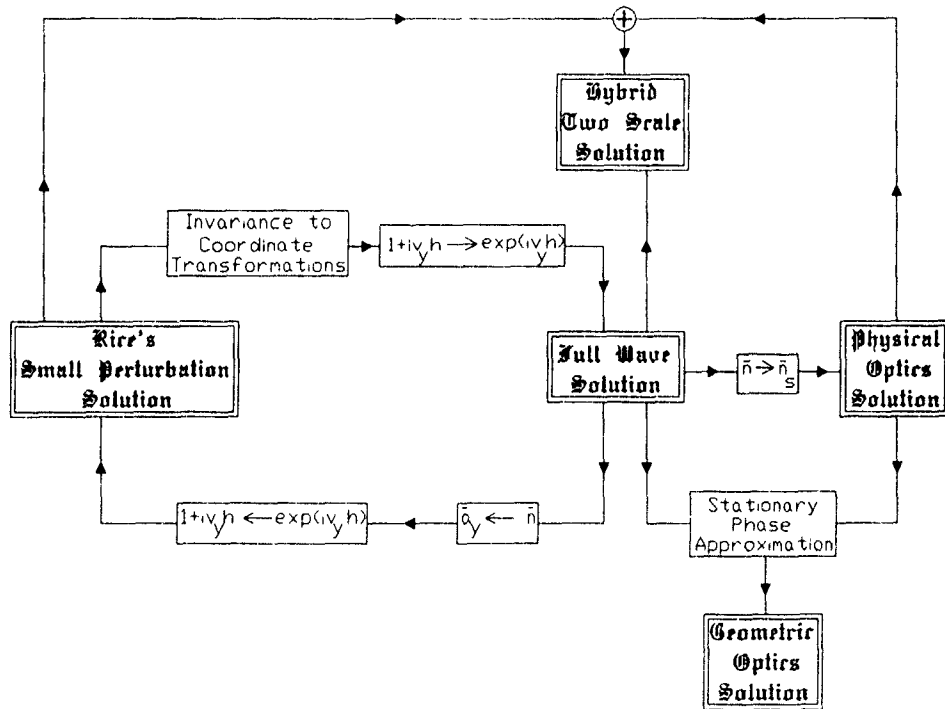 +
Hybrid
Two Scale
Solution
Invariance to
Coordinate
Transformations
1+iv_y h → exp(iv_y h)
Rice's
Small Perturbation
Solution
Full Wave
Solution
n̄ → n̄_s
Physical
Optics
Solution
1+iv_y h ← exp(iv_y h)
ā_y ← n̄
Stationary
Phase
Approximation
Geometric
Optics
Solution